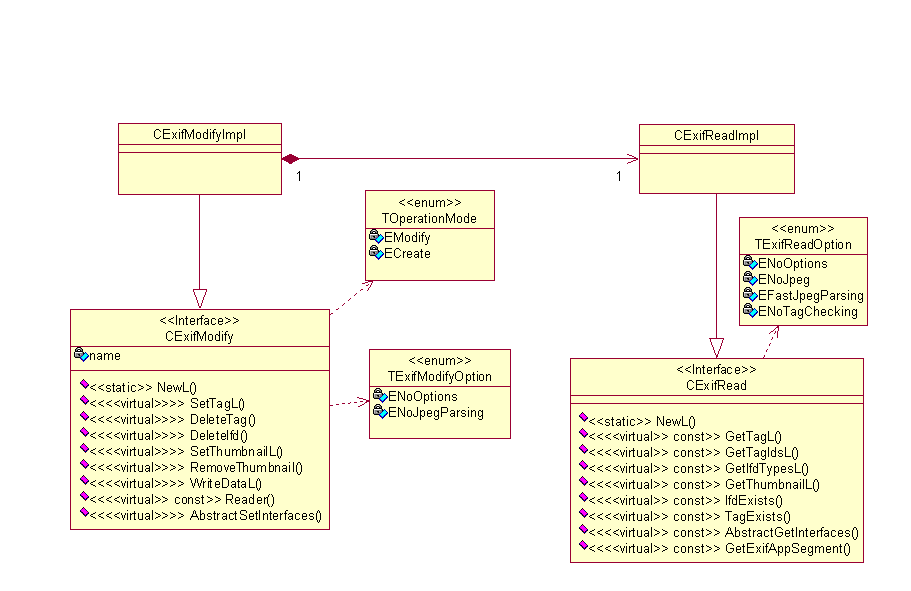 CExifModifyImpl
CExifReadImpl
1
1
<<enum>>
TOperationMode
EModify
ECreate
<<enum>>
TExifReadOption
ENoOptions
ENoJpeg
EFastJpegParsing
ENoTagChecking
<<Interface>>
CExifModify
name
<<static>> NewL()
<<<<virtual>>>> SetTagL()
<<<<virtual>>>> DeleteTag()
<<<<virtual>>>> DeleteIfd()
<<<<virtual>>>> SetThumbnailL()
<<<<virtual>>>> RemoveThumbnail()
<<<<virtual>>>> WriteDataL()
<<<<virtual>> const>> Reader()
<<<<virtual>>>> AbstractSetInterfaces()
<<enum>>
TExifModifyOption
ENoOptions
ENoJpegParsing
<<Interface>>
CExifRead
<<static>> NewL()
<<<<virtual>> const>> GetTagL()
<<<<virtual>> const>> GetTagIdsL()
<<<<virtual>> const>> GetIfdTypesL()
<<<<virtual>> const>> GetThumbnailL()
<<<<virtual>> const>> IfdExists()
<<<<virtual>> const>> TagExists()
<<<<virtual>> const>> AbstractGetInterfaces()
<<<<virtual>> const>> GetExifAppSegment()